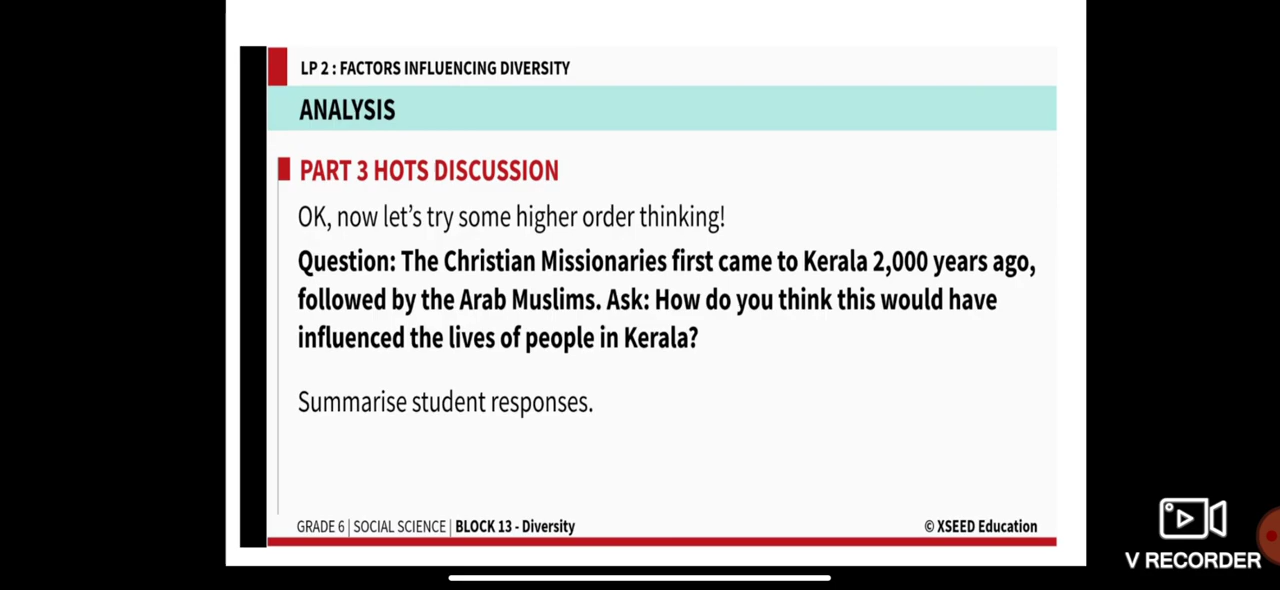 LP 2 : FACTORS INFLUENCING DIVERSITY
ANALYSIS
PART 3 HOTS DISCUSSION
OK, now let’s try some higher order thinking!
Question: The Christian Missionaries first came to Kerala 2,000 years ago,
followed by the Arab Muslims. Ask: How do you think this would have
influenced the lives of people in Kerala?
Summarise student responses.
GRADE 6 | SOCIAL SCIENCE | BLOCK 13 - Diversity
© XSEED Education
V RECORDER